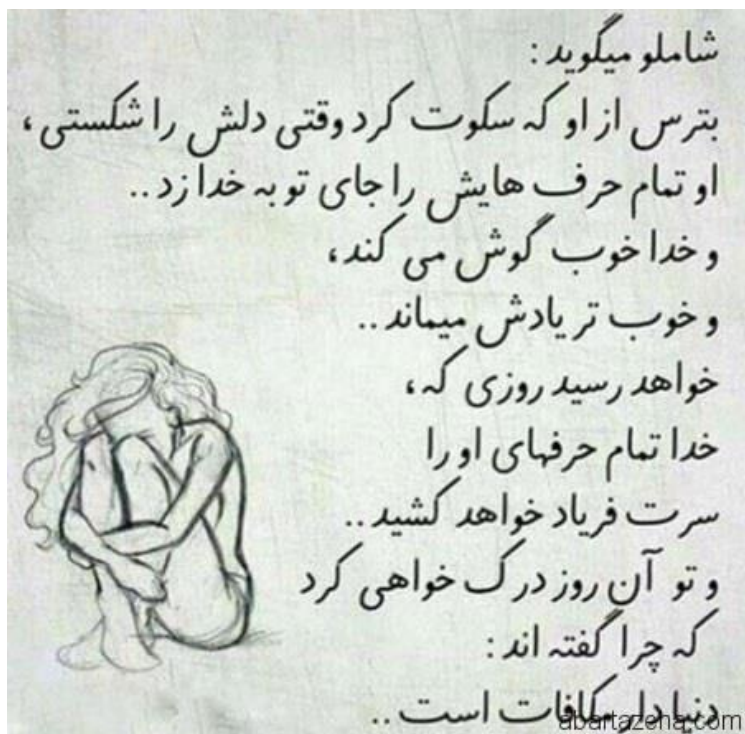 شاملو میگوید :
بترس از او که سکوت کرد وقتی دلش را شکستی ،
او تمام حرف هایش را جای تو به خدا زد ..
و خدا خوب گوش می کند ،
و خوب تر یادش میماند ..
خواهد رسید روزی که ،
خدا تمام حرفهای او را
سرت فریاد خواهد کشید ..
و تو آن روز درک خواهی کرد
که چرا گفته اند :
دنیا دار مکافات است ..
abartazeha.com